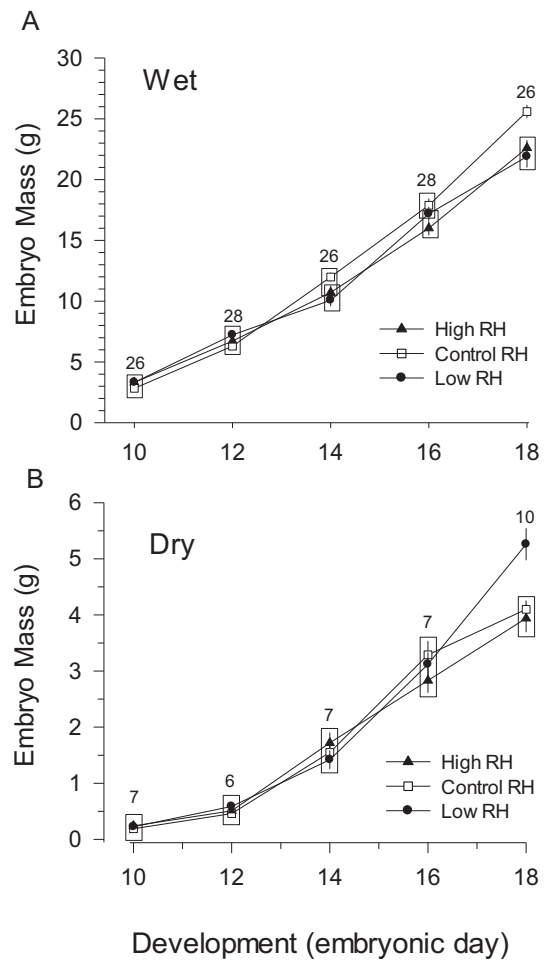 A
Wet
Embryo Mass (g)
30
25
20
15
10
5
0
26
28
26
28
26
High RH
Control RH
Low RH
10 12 14 16 18
B
Dry
Embryo Mass (g)
6
5
4
3
2
1
0
7
6
7
7
10
High RH
Control RH
Low RH
10 12 14 16 18
Development (embryonic day)